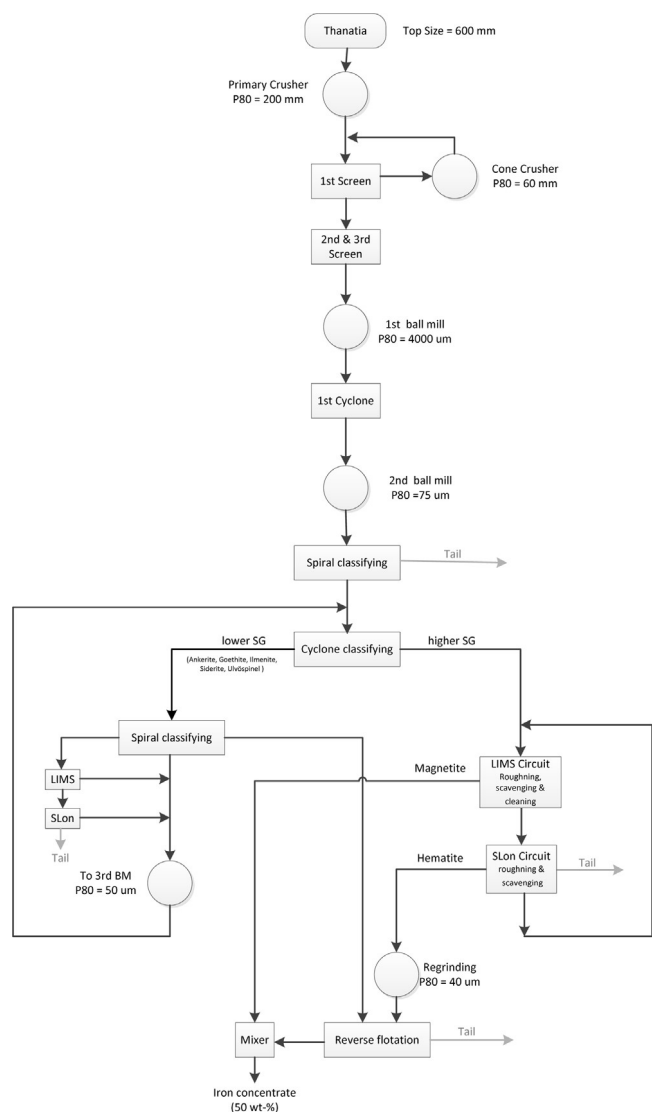 Thanatia
Top Size = 600 mm
Primary Crusher
P80 = 200 mm
Cone Crusher
P80 = 60 mm
1st Screen
2nd & 3rd
Screen
1st  ball mill
P80 = 4000 um
1st Cyclone
2nd  ball mill
P80 =75 um
Spiral classifying
Tail
lower SG
(Ankerite, Goethite, Ilmenite,
Siderite, Ulvöspinel )
Cyclone classifying
higher SG
Spiral classifying
LIMS
SLon
Tail
To 3rd BM
P80 = 50 um
Magnetite
LIMS Circuit
Roughning,
scavenging &
cleaning
Hematite
SLon Circuit
roughning &
scavenging
Tail
Regrinding
P80 = 40 um
Mixer
Reverse flotation
Tail
Iron concentrate
(50 wt-%)